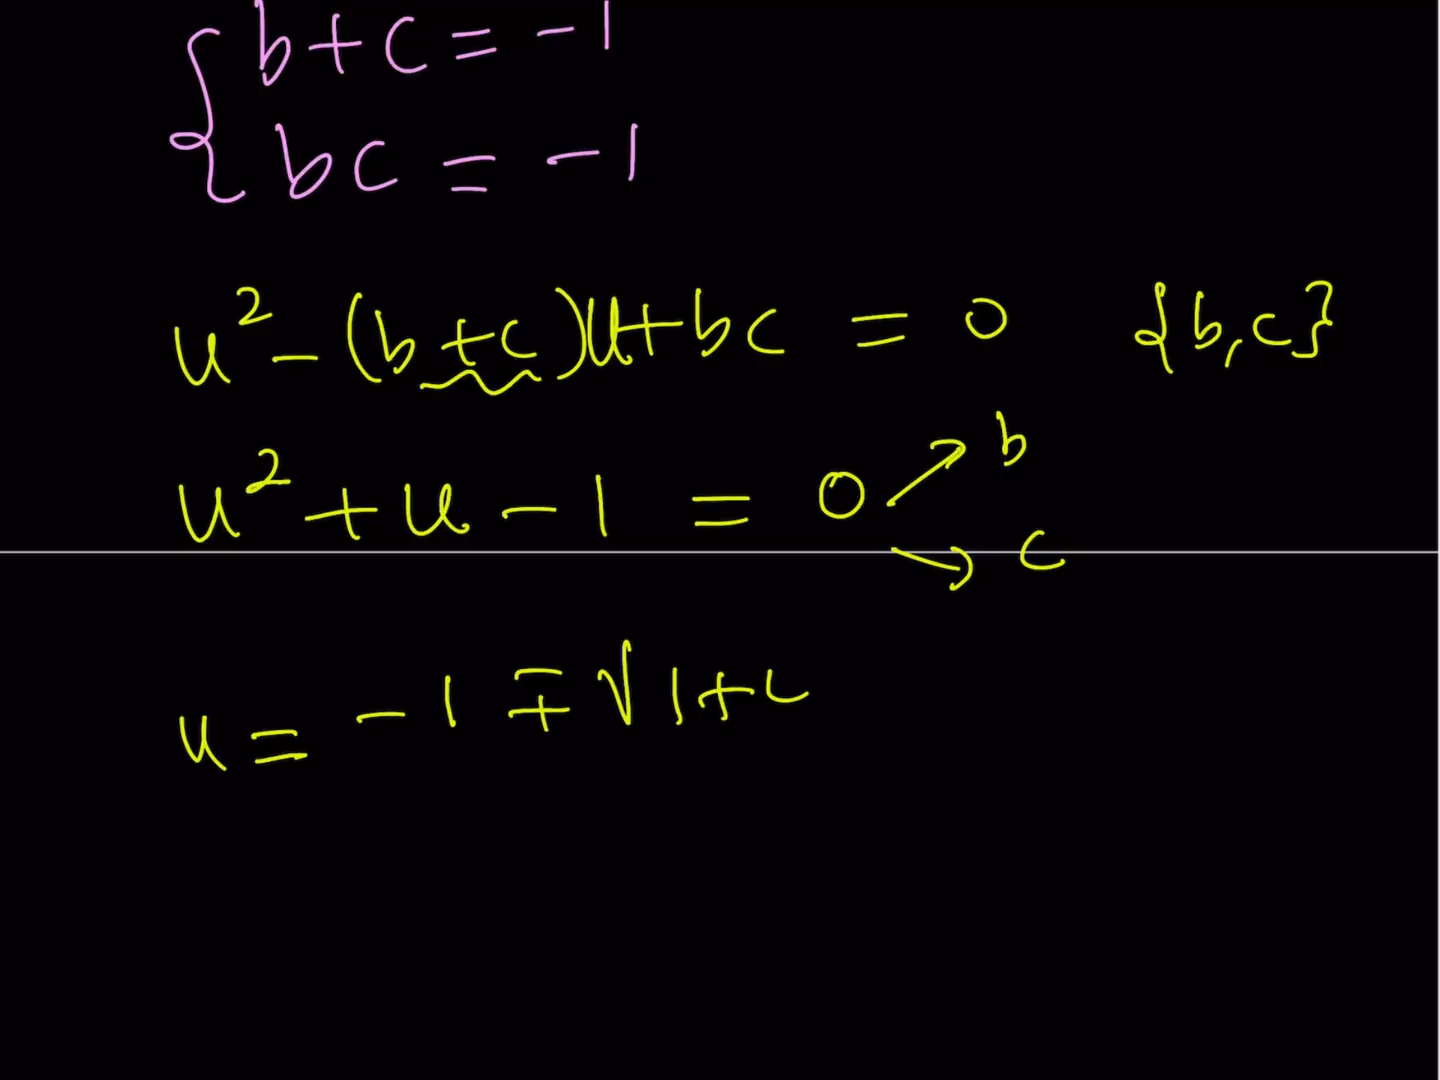 { b + c = -1
bc = -1
u² - (b+c)u + bc = 0 {b, c}
u² + u - 1 = 0 ↗ b
→ c
u = -1 ∓ √1+